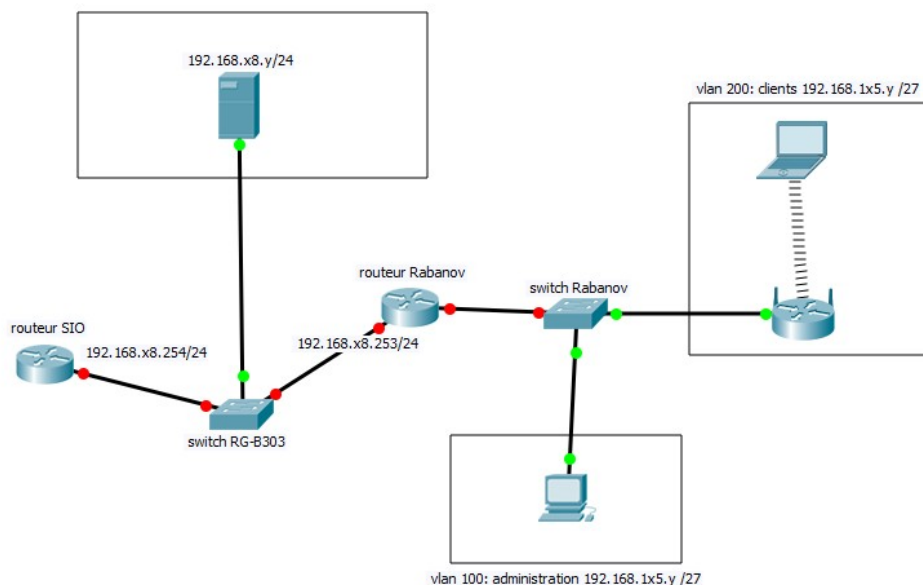 192.168.x8.y/24
vlan 200: clients 192.168.1x5.y /27
routeur Rabanov
switch Rabanov
routeur SIO
192.168.x8.254/24
192.168.x8.253/24
switch RG-B303
vlan 100: administration 192.168.1x5.y /27